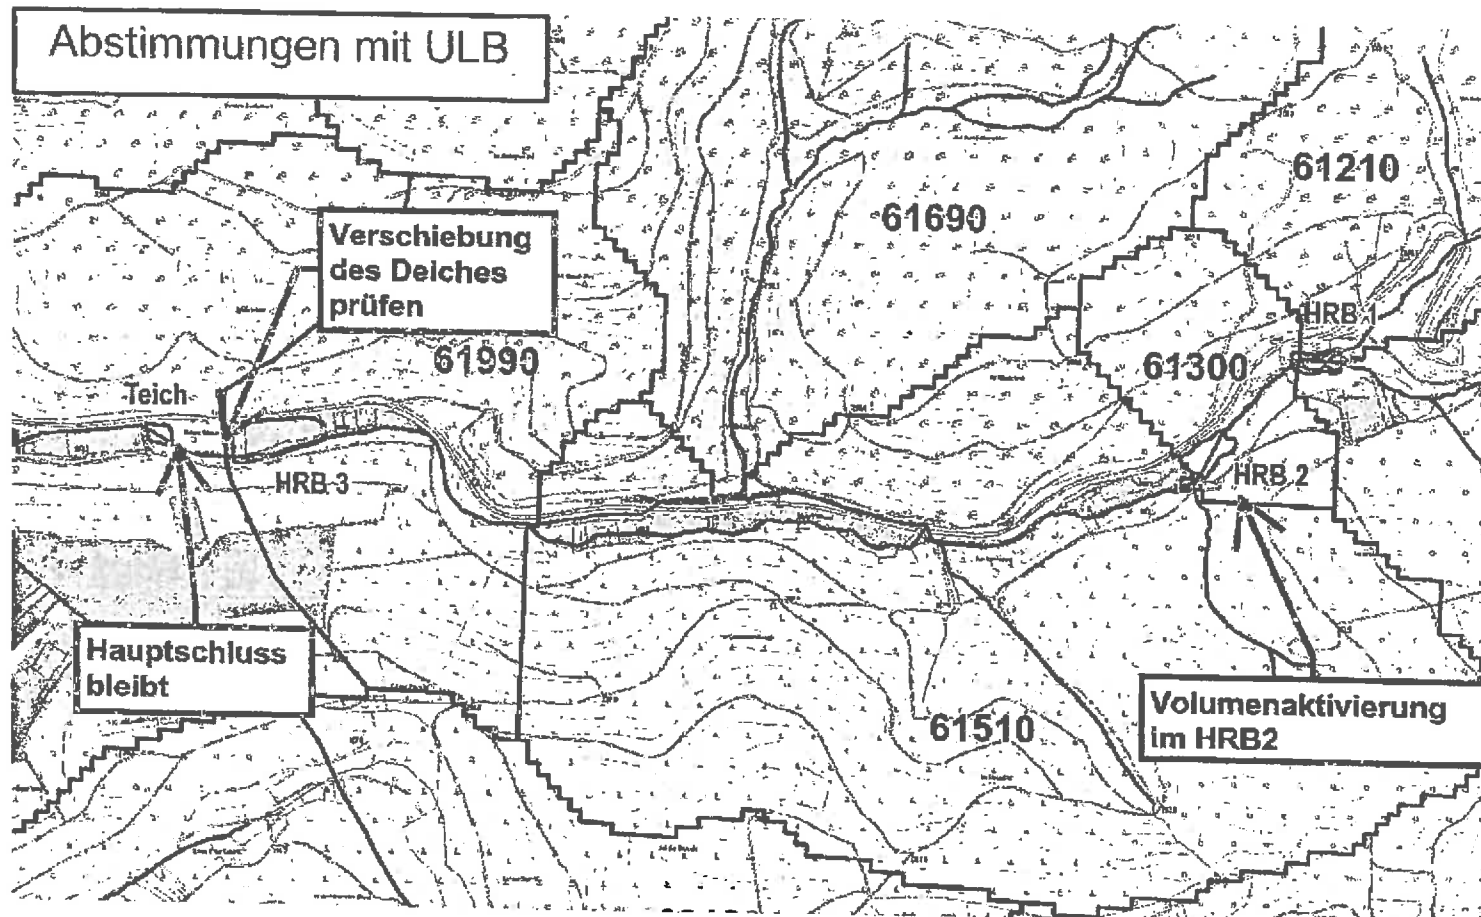 Abstimmungen mit ULB
61210
61690
Verschiebung
des Deiches
prüfen
HRB 1
61990
61300
Teich
HRB 3
HRB 2
Hauptschluss
bleibt
61510
Volumenaktivierung
im HRB2